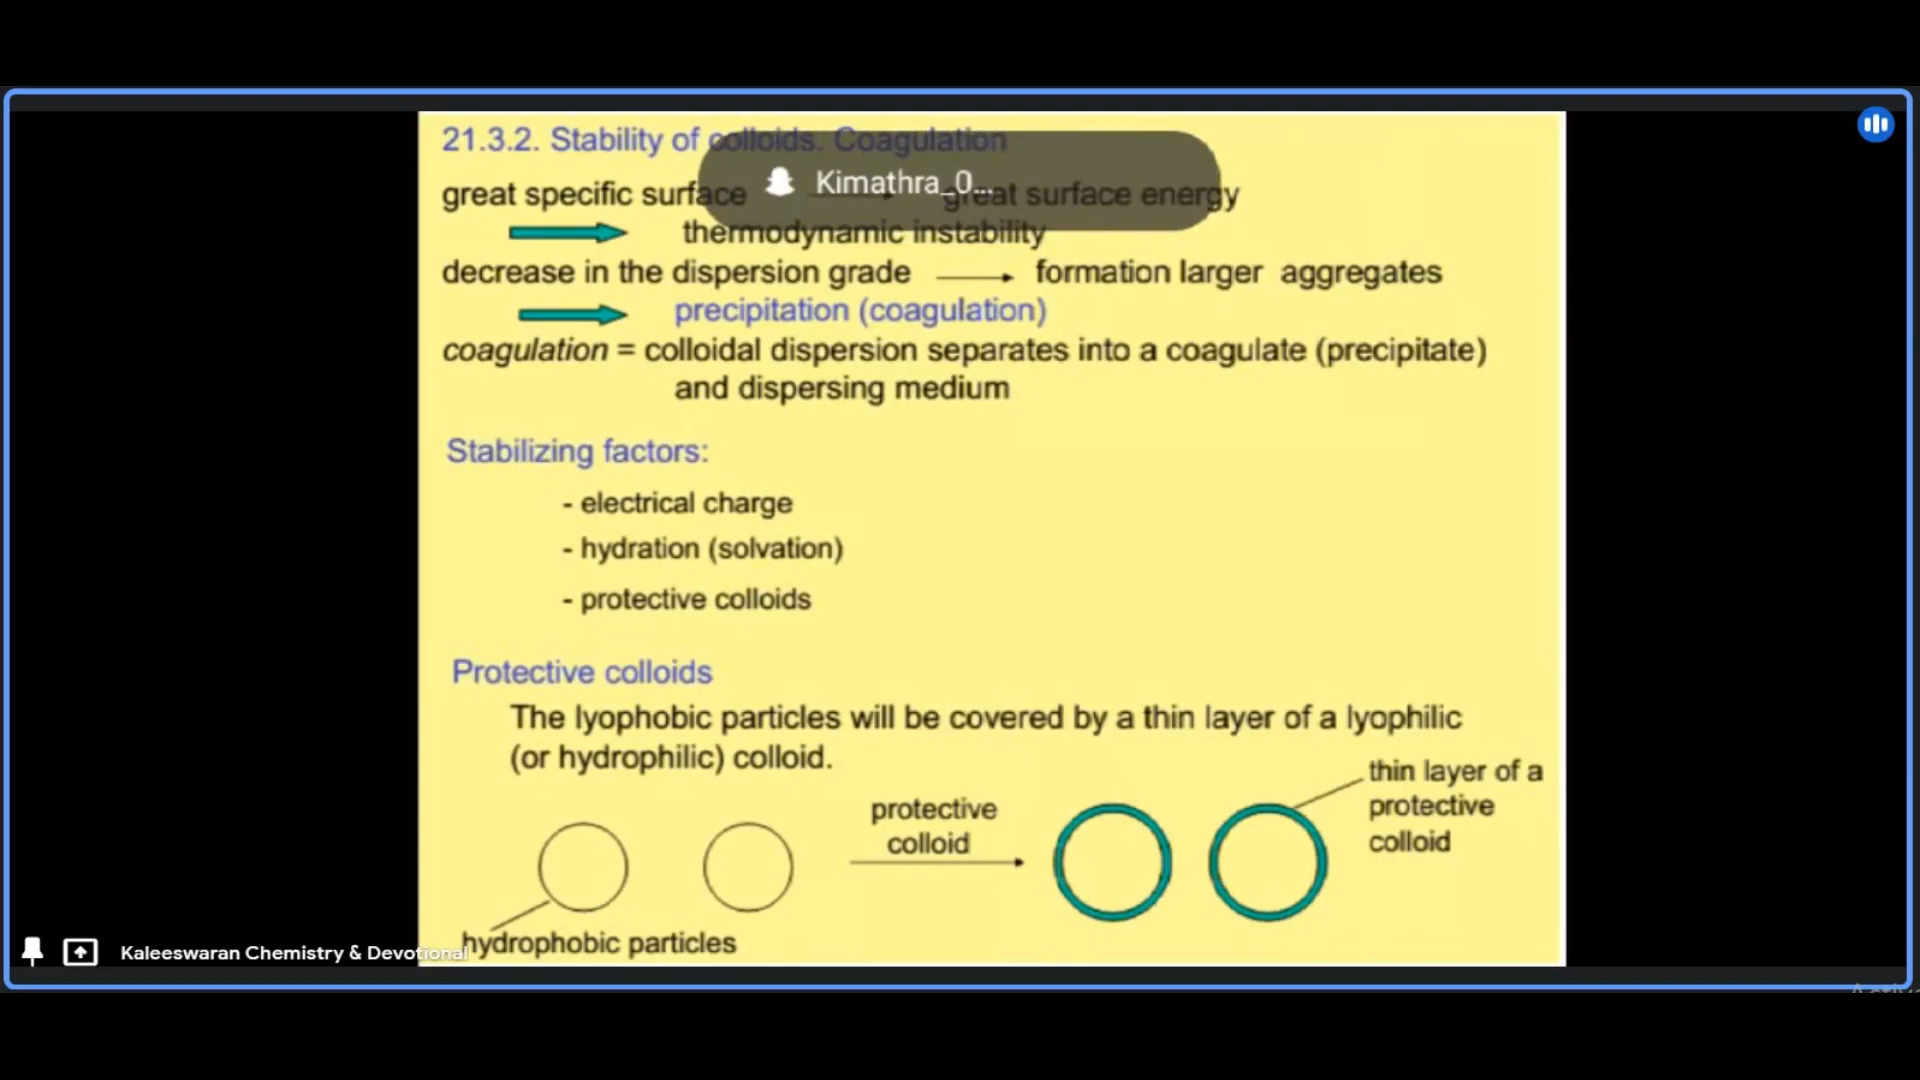 21.3.2. Stability of colloids. Coagulation
Kimathra_0...
great specific surface great surface energy
thermodynamic instability
decrease in the dispersion grade formation larger aggregates
precipitation (coagulation)
coagulation = colloidal dispersion separates into a coagulate (precipitate)
and dispersing medium
Stabilizing factors:
- electrical charge
- hydration (solvation)
- protective colloids
Protective colloids
The lyophobic particles will be covered by a thin layer of a lyophilic
(or hydrophilic) colloid.
thin layer of a
protective
colloid
protective
colloid
hydrophobic particles
Kaleeswaran Chemistry & Devotional